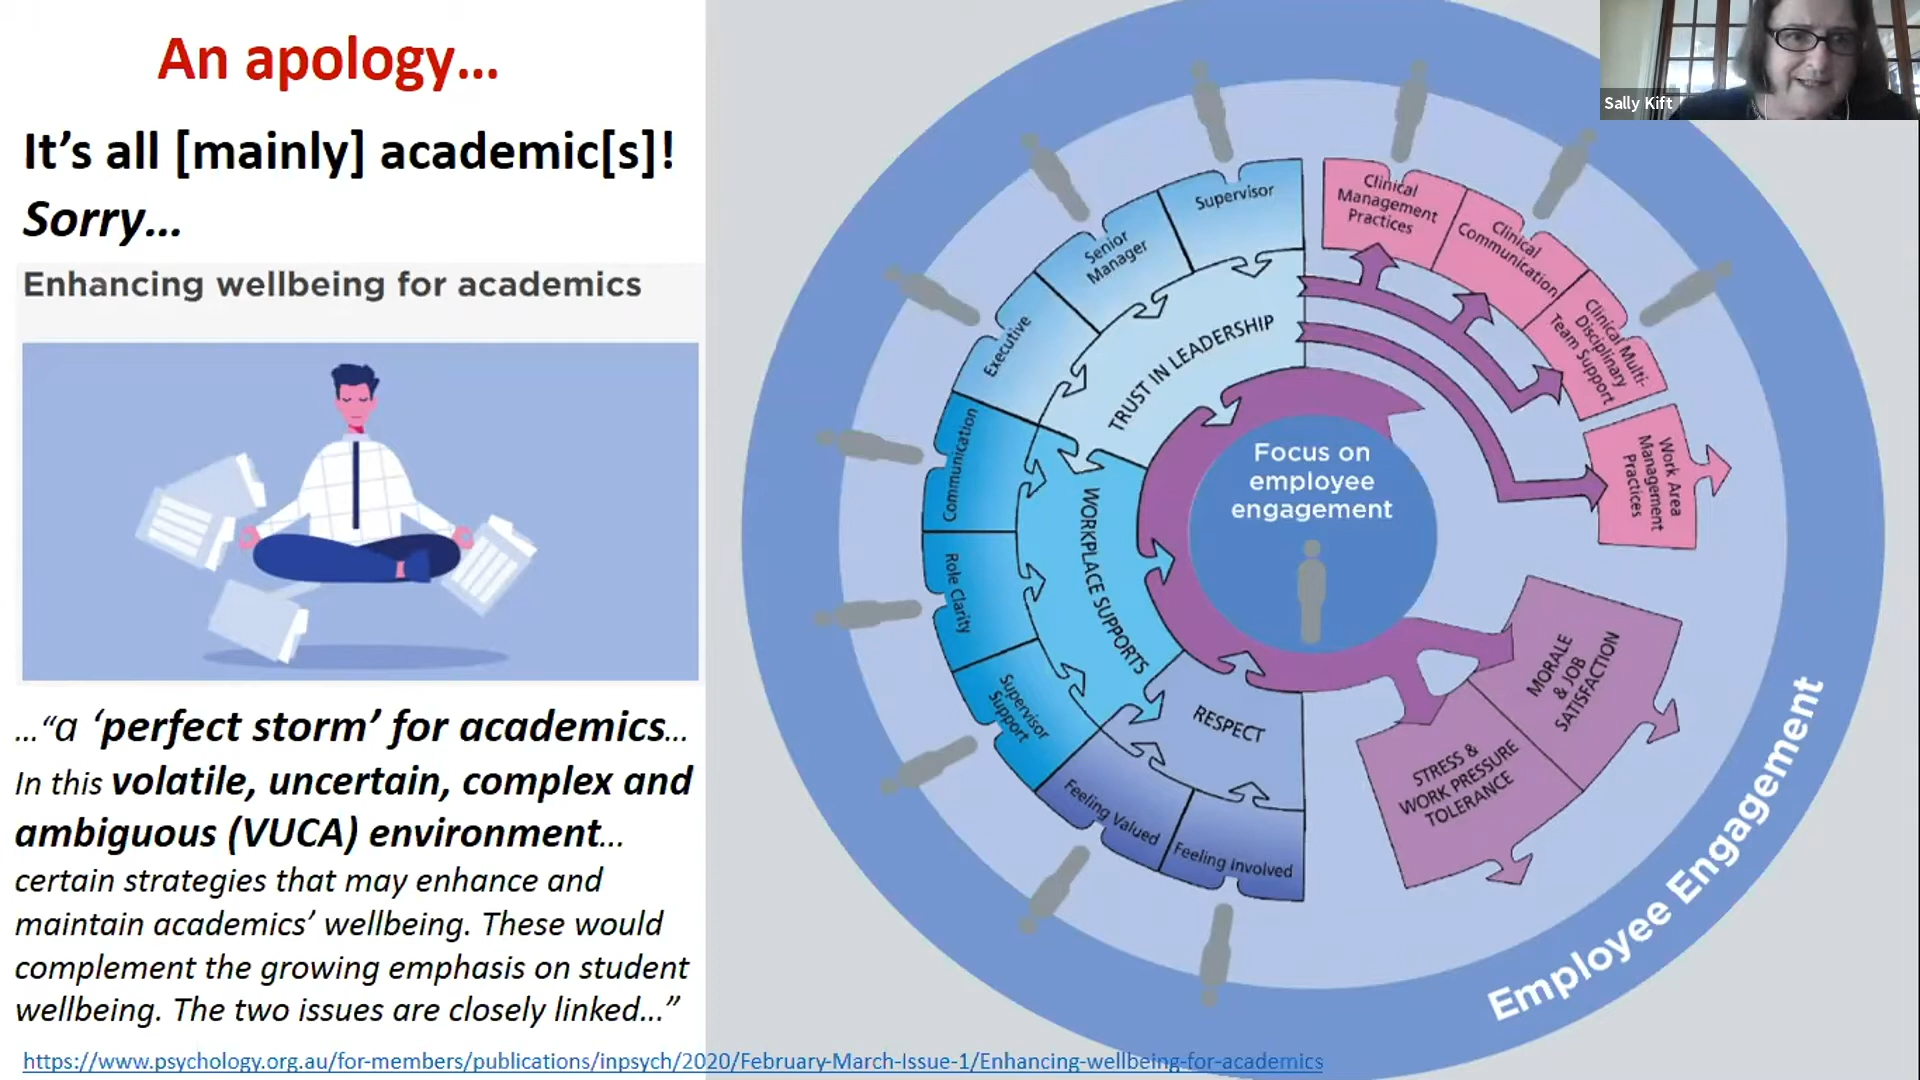 An apology...
It's all [mainly] academic[s]!
Sorry...
Enhancing wellbeing for academics
..."a 'perfect storm' for academics...
In this volatile, uncertain, complex and
ambiguous (VUCA) environment...
certain strategies that may enhance and
maintain academics' wellbeing. These would
complement the growing emphasis on student
wellbeing. The two issues are closely linked..."
https://www.psychology.org.au/for-members/publications/inpsych/2020/February-March-Issue-1/Enhancing-wellbeing-for-academics
Sally Kift
Supervisor
Senior
Manager
Executive
TRUST IN LEADERSHIP
Communication
Role Clarity
Supervisor
Support
WORKPLACE SUPPORTS
Feeling Valued
Feeling Involved
RESPECT
Clinical
Management
Practices
Clinical
Communication
Clinical Multi-
Disciplinary
Team Support
Work Area
Management
Practices
Focus on
employee
engagement
MORALE
& JOB
SATISFACTION
STRESS &
WORK PRESSURE
TOLERANCE
Employee Engagement